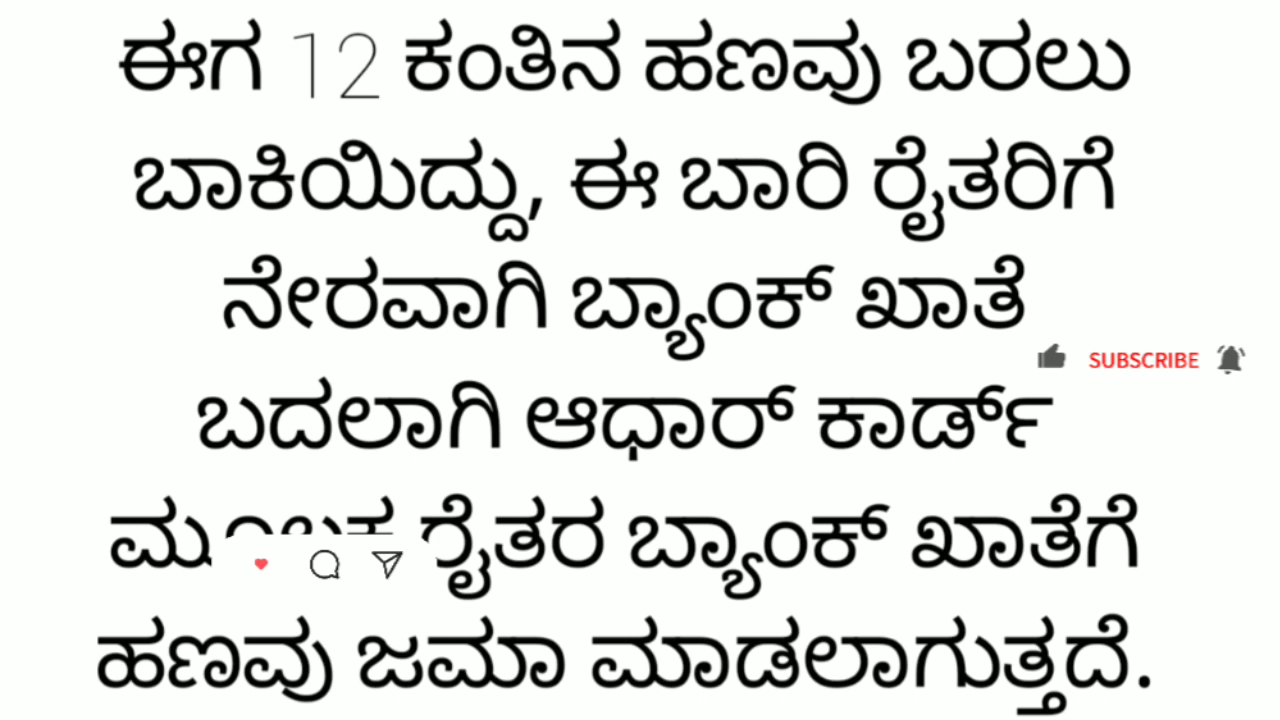 ಈಗ 12 ಕಂತಿನ ಹಣವು ಬರಲು
ಬಾಕಿಯಿದ್ದು, ಈ ಬಾರಿ ರೈತರಿಗೆ
ನೇರವಾಗಿ ಬ್ಯಾಂಕ್ ಖಾತೆ
SUBSCRIBE
ಬದಲಾಗಿ ಆಧಾರ್ ಕಾರ್ಡ್
ರೈತರ ಬ್ಯಾಂಕ್ ಖಾತೆಗೆ
ಹಣವು ಜಮಾ ಮಾಡಲಾಗುತ್ತದೆ.